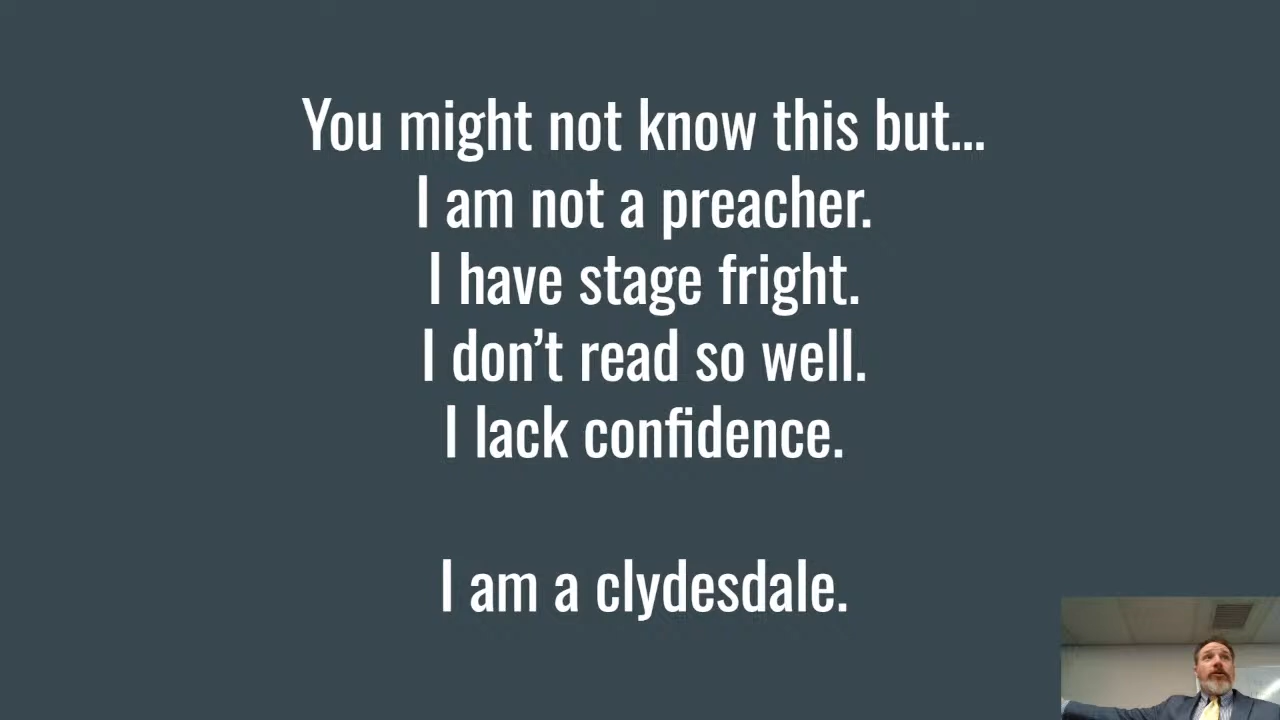 You might not know this but...
I am not a preacher.
I have stage fright.
I don’t read so well.
I lack confidence.
I am a clydesdale.